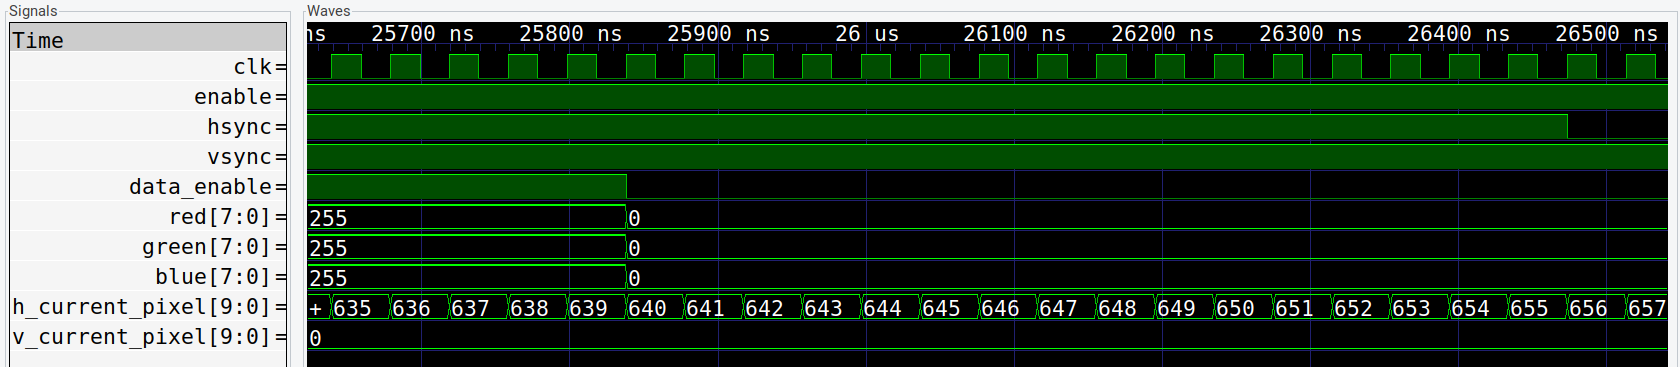 Signals
Waves
Time
ns 25700 ns 25800 ns 25900 ns 26 us 26100 ns 26200 ns 26300 ns 26400 ns 26500 ns
clk=
enable=
hsync=
vsync=
data_enable=
red[7:0]= 255 0
green[7:0]= 255 0
blue[7:0]= 255 0
h_current_pixel[9:0]= + 635 636 637 638 639 640 641 642 643 644 645 646 647 648 649 650 651 652 653 654 655 656 657
v_current_pixel[9:0]= 0